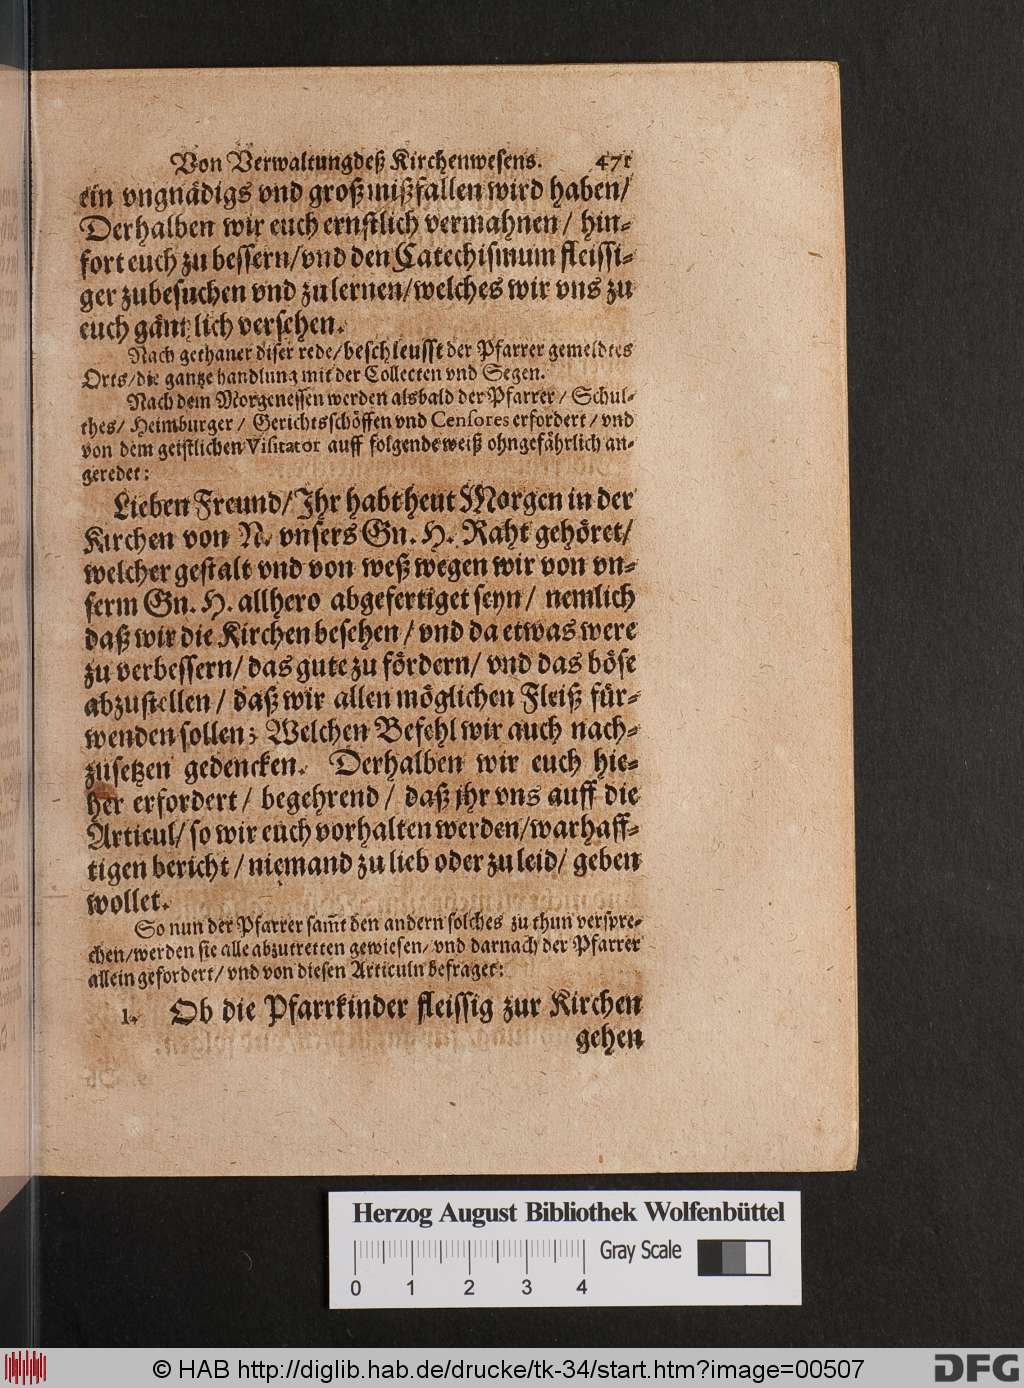 Von Verwaltung deß Kirchenwesens. 471
ein vngnädigs vnd groß mißfallen wird haben/
Derhalben wir euch ernstlich vermahnen / hin-
fort euch zu bessern/vnd den Catechismum fleissi-
ger zubesuchen vnd zu lernen/welches wir vns zu
euch gäntzlich versehen.
Nach gethaner diser rede/beschleusst der Pfarrer gemeldtes
Orts/die gantze handlung mit der Collecten vnd Segen.
Nach dem Morgenessen werden alsbald der Pfarrer / Schul-
thes/ Heimburger / Gerichtsschöffen vnd Censores erfordert / vnd
von dem geistlichen Visitator auff folgende weiß ohngefährlich an-
geredet:
Lieben Freund/Ihr habt heut Morgen in der
Kirchen von N. vnsers Gn. H. Raht gehöret/
welcher gestalt vnd von weß wegen wir von vn-
serm Gn. H. allhero abgefertiget seyn / nemlich
daß wir die Kirchen besehen / vnd da etwas were
zu verbessern/ das gute zu fördern/ vnd das böse
abzustellen / daß wir allen möglichen Fleiß für-
wenden sollen; Welchen Befehl wir auch nach-
zusetzen gedencken. Derhalben wir euch hie-
her erfordert / begehrend / daß jhr vns auff die
Articul/ so wir euch vorhalten werden/warhaff-
tigen bericht / niemand zu lieb oder zu leid/ geben
wollet.
So nun der Pfarrer sam̃t den andern solches zu thun verspre-
chen/werden sie alle abzutretten gewiesen/ vnd darnach der Pfarrer
allein gefordert/ vnd von diesen Articuln befraget:
1. Ob die Pfarrkinder fleissig zur Kirchen
gehen
Herzog August Bibliothek Wolfenbüttel
Gray Scale
0 1 2 3 4
© HAB http://diglib.hab.de/drucke/tk-34/start.htm?image=00507
DFG